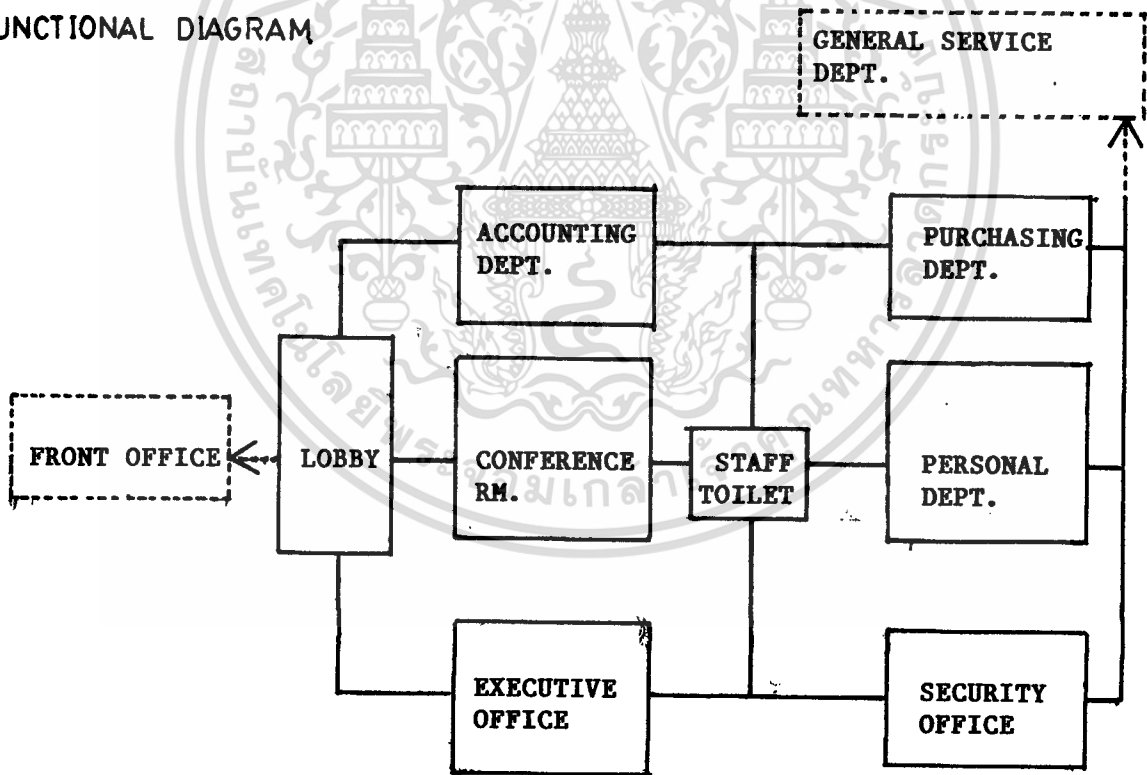 UNCTIONAL DIAGRAM
GENERAL SERVICE
DEPT.
ACCOUNTING
DEPT.
PURCHASING
DEPT.
FRONT OFFICE
LOBBY
CONFERENCE
RM.
STAFF
TOILET
PERSONAL
DEPT.
EXECUTIVE
OFFICE
SECURITY
OFFICE